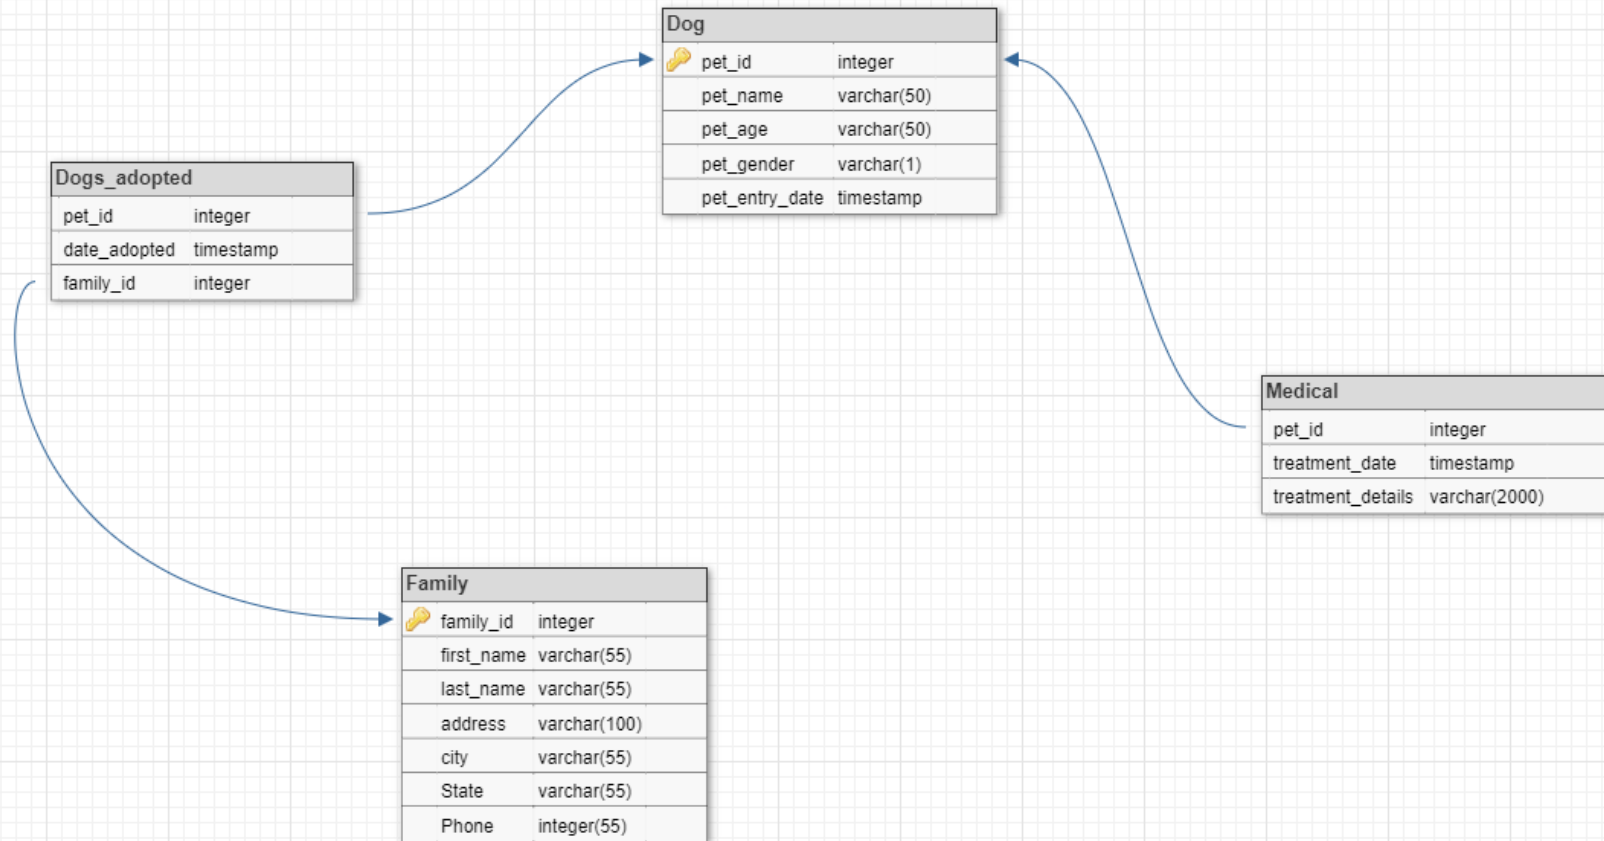 Dog
pet_id integer
pet_name varchar(50)
pet_age varchar(50)
pet_gender varchar(1)
pet_entry_date timestamp
Dogs_adopted
pet_id integer
date_adopted timestamp
family_id integer
Medical
pet_id integer
treatment_date timestamp
treatment_details varchar(2000)
Family
family_id integer
first_name varchar(55)
last_name varchar(55)
address varchar(100)
city varchar(55)
State varchar(55)
Phone integer(55)